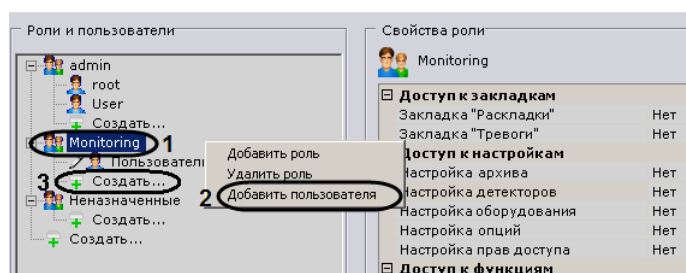 Роли и пользователи
admin
root
User
Создать...
Monitoring 1
Пользователь
3 Создать...
Неназначенные
Создать...
Создать...
Добавить роль
Удалить роль
2 Добавить пользователя
Свойства роли
Monitoring
Доступ к закладкам
Закладка "Раскладки" Нет
Закладка "Тревоги" Нет
Доступ к настройкам
Настройка архива Нет
Настройка детекторов Нет
Настройка оборудования Нет
Настройка опций Нет
Настройка прав доступа Нет
Доступ к функциям